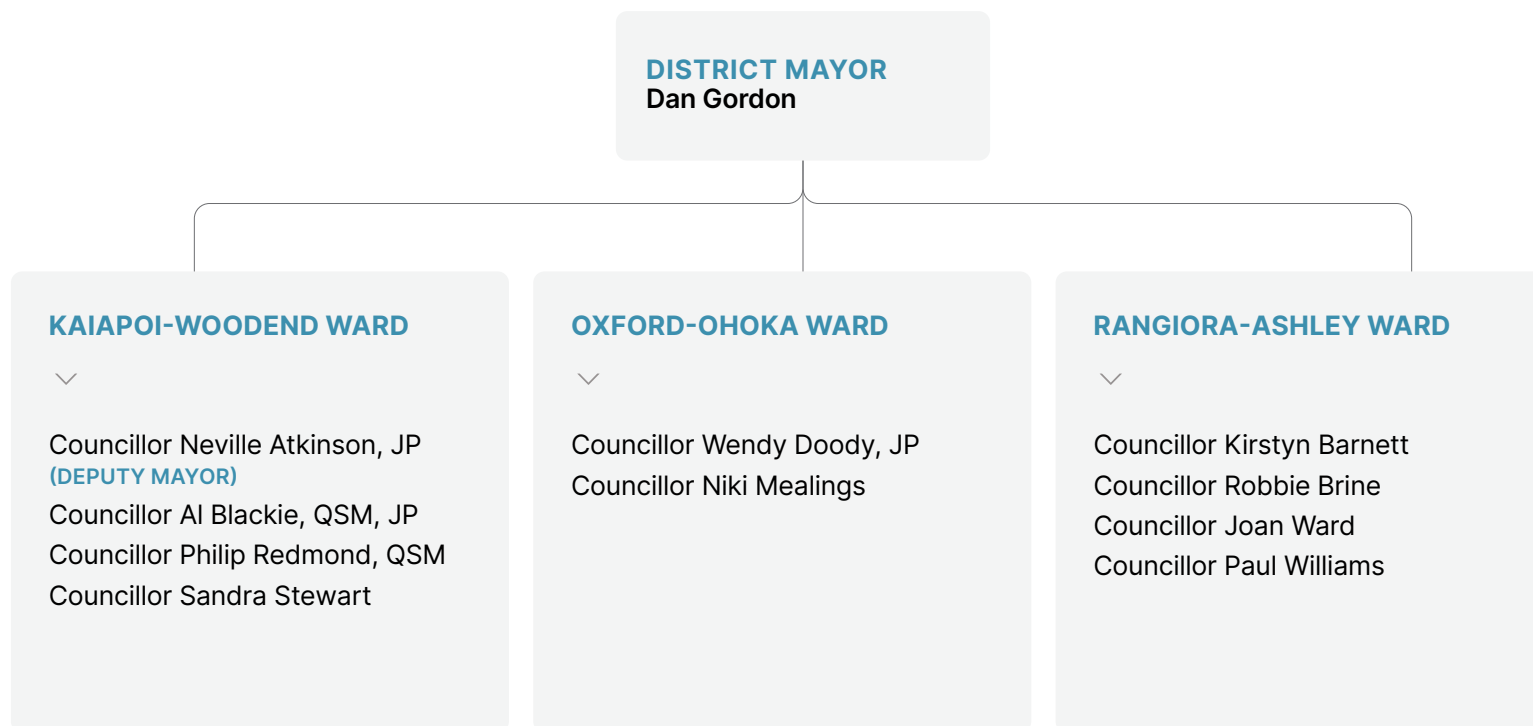 DISTRICT MAYOR
Dan Gordon
KAIAPOI-WOODEND WARD
Councillor Neville Atkinson, JP
(DEPUTY MAYOR)
Councillor Al Blackie, QSM, JP
Councillor Philip Redmond, QSM
Councillor Sandra Stewart
OXFORD-OHOKA WARD
Councillor Wendy Doody, JP
Councillor Niki Mealings
RANGIORA-ASHLEY WARD
Councillor Kirstyn Barnett
Councillor Robbie Brine
Councillor Joan Ward
Councillor Paul Williams